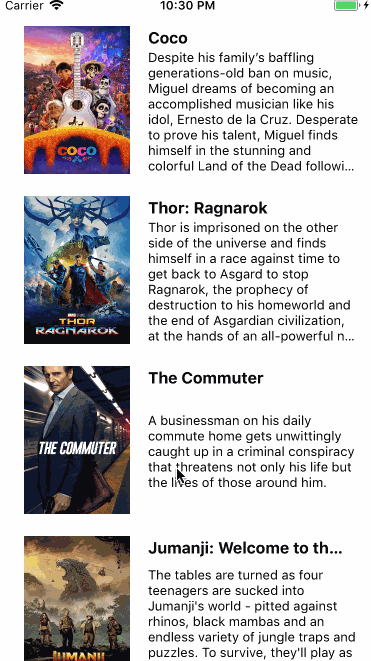 Carrier 10:30 PM
Coco
Despite his family’s baffling
generations-old ban on music,
Miguel dreams of becoming an
accomplished musician like his
idol, Ernesto de la Cruz. Desperate
to prove his talent, Miguel finds
himself in the stunning and
colorful Land of the Dead followi...
COCO
Thor: Ragnarok
Thor is imprisoned on the other
side of the universe and finds
himself in a race against time to
get back to Asgard to stop
Ragnarok, the prophecy of
destruction to his homeworld and
the end of Asgardian civilization,
at the hands of an all-powerful n...
THOR
RAGNAROK
The Commuter
A businessman on his daily
commute home gets unwittingly
caught up in a criminal conspiracy
that threatens not only his life but
the lives of those around him.
THE COMMUTER
Jumanji: Welcome to th...
The tables are turned as four
teenagers are sucked into
Jumanji's world - pitted against
rhinos, black mambas and an
endless variety of jungle traps and
puzzles. To survive, they'll play as
JUMANJI